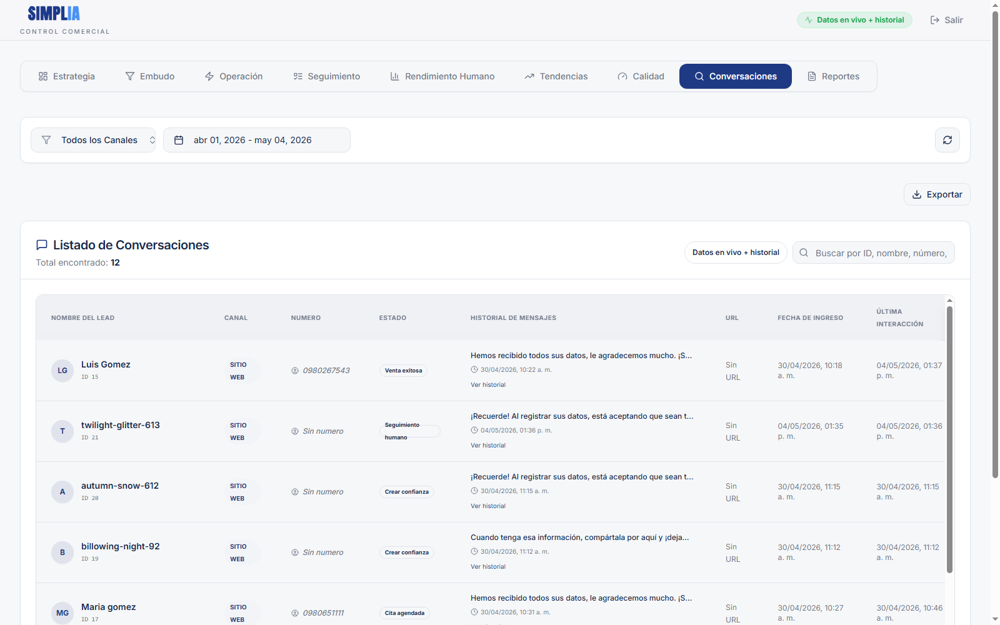 SIMPLIA
CONTROL COMERCIAL
Datos en vivo + historial
Salir
Estrategia
Embudo
Operación
Seguimiento
Rendimiento Humano
Tendencias
Calidad
Conversaciones
Reportes
Todos los Canales
abr 01, 2026 - may 04, 2026
Exportar
Listado de Conversaciones
Total encontrado: 12
Datos en vivo + historial
Buscar por ID, nombre, número,
NOMBRE DEL LEAD
CANAL
NUMERO
ESTADO
HISTORIAL DE MENSAJES
URL
FECHA DE INGRESO
ÚLTIMA
INTERACCIÓN
LG
Luis Gomez
ID 15
SITIO
WEB
0980267543
Venta exitosa
Hemos recibido todos sus datos, le agradecemos mucho. ¡S...
30/04/2026, 10:22 a. m.
Ver historial
Sin
URL
30/04/2026, 10:18
a. m.
04/05/2026, 01:37
p. m.
T
twilight-glitter-613
ID 21
SITIO
WEB
Sin numero
Seguimiento
humano
¡Recuerde! Al registrar sus datos, está aceptando que sean t...
04/05/2026, 01:36 p. m.
Ver historial
Sin
URL
04/05/2026, 01:35
p. m.
04/05/2026, 01:36
p. m.
A
autumn-snow-612
ID 20
SITIO
WEB
Sin numero
Crear confianza
¡Recuerde! Al registrar sus datos, está aceptando que sean t...
30/04/2026, 11:15 a. m.
Ver historial
Sin
URL
30/04/2026, 11:15
a. m.
30/04/2026, 11:15
a. m.
B
billowing-night-92
ID 19
SITIO
WEB
Sin numero
Crear confianza
Cuando tenga esa información, compártala por aquí y ¡deja...
30/04/2026, 11:12 a. m.
Ver historial
Sin
URL
30/04/2026, 11:12
a. m.
30/04/2026, 11:12
a. m.
MG
Maria gomez
ID 17
SITIO
WEB
0980651111
Cita agendada
Hemos recibido todos sus datos, le agradecemos mucho. ¡S...
30/04/2026, 10:31 a. m.
Sin
URL
30/04/2026, 10:27
a. m.
30/04/2026, 10:46
a. m.